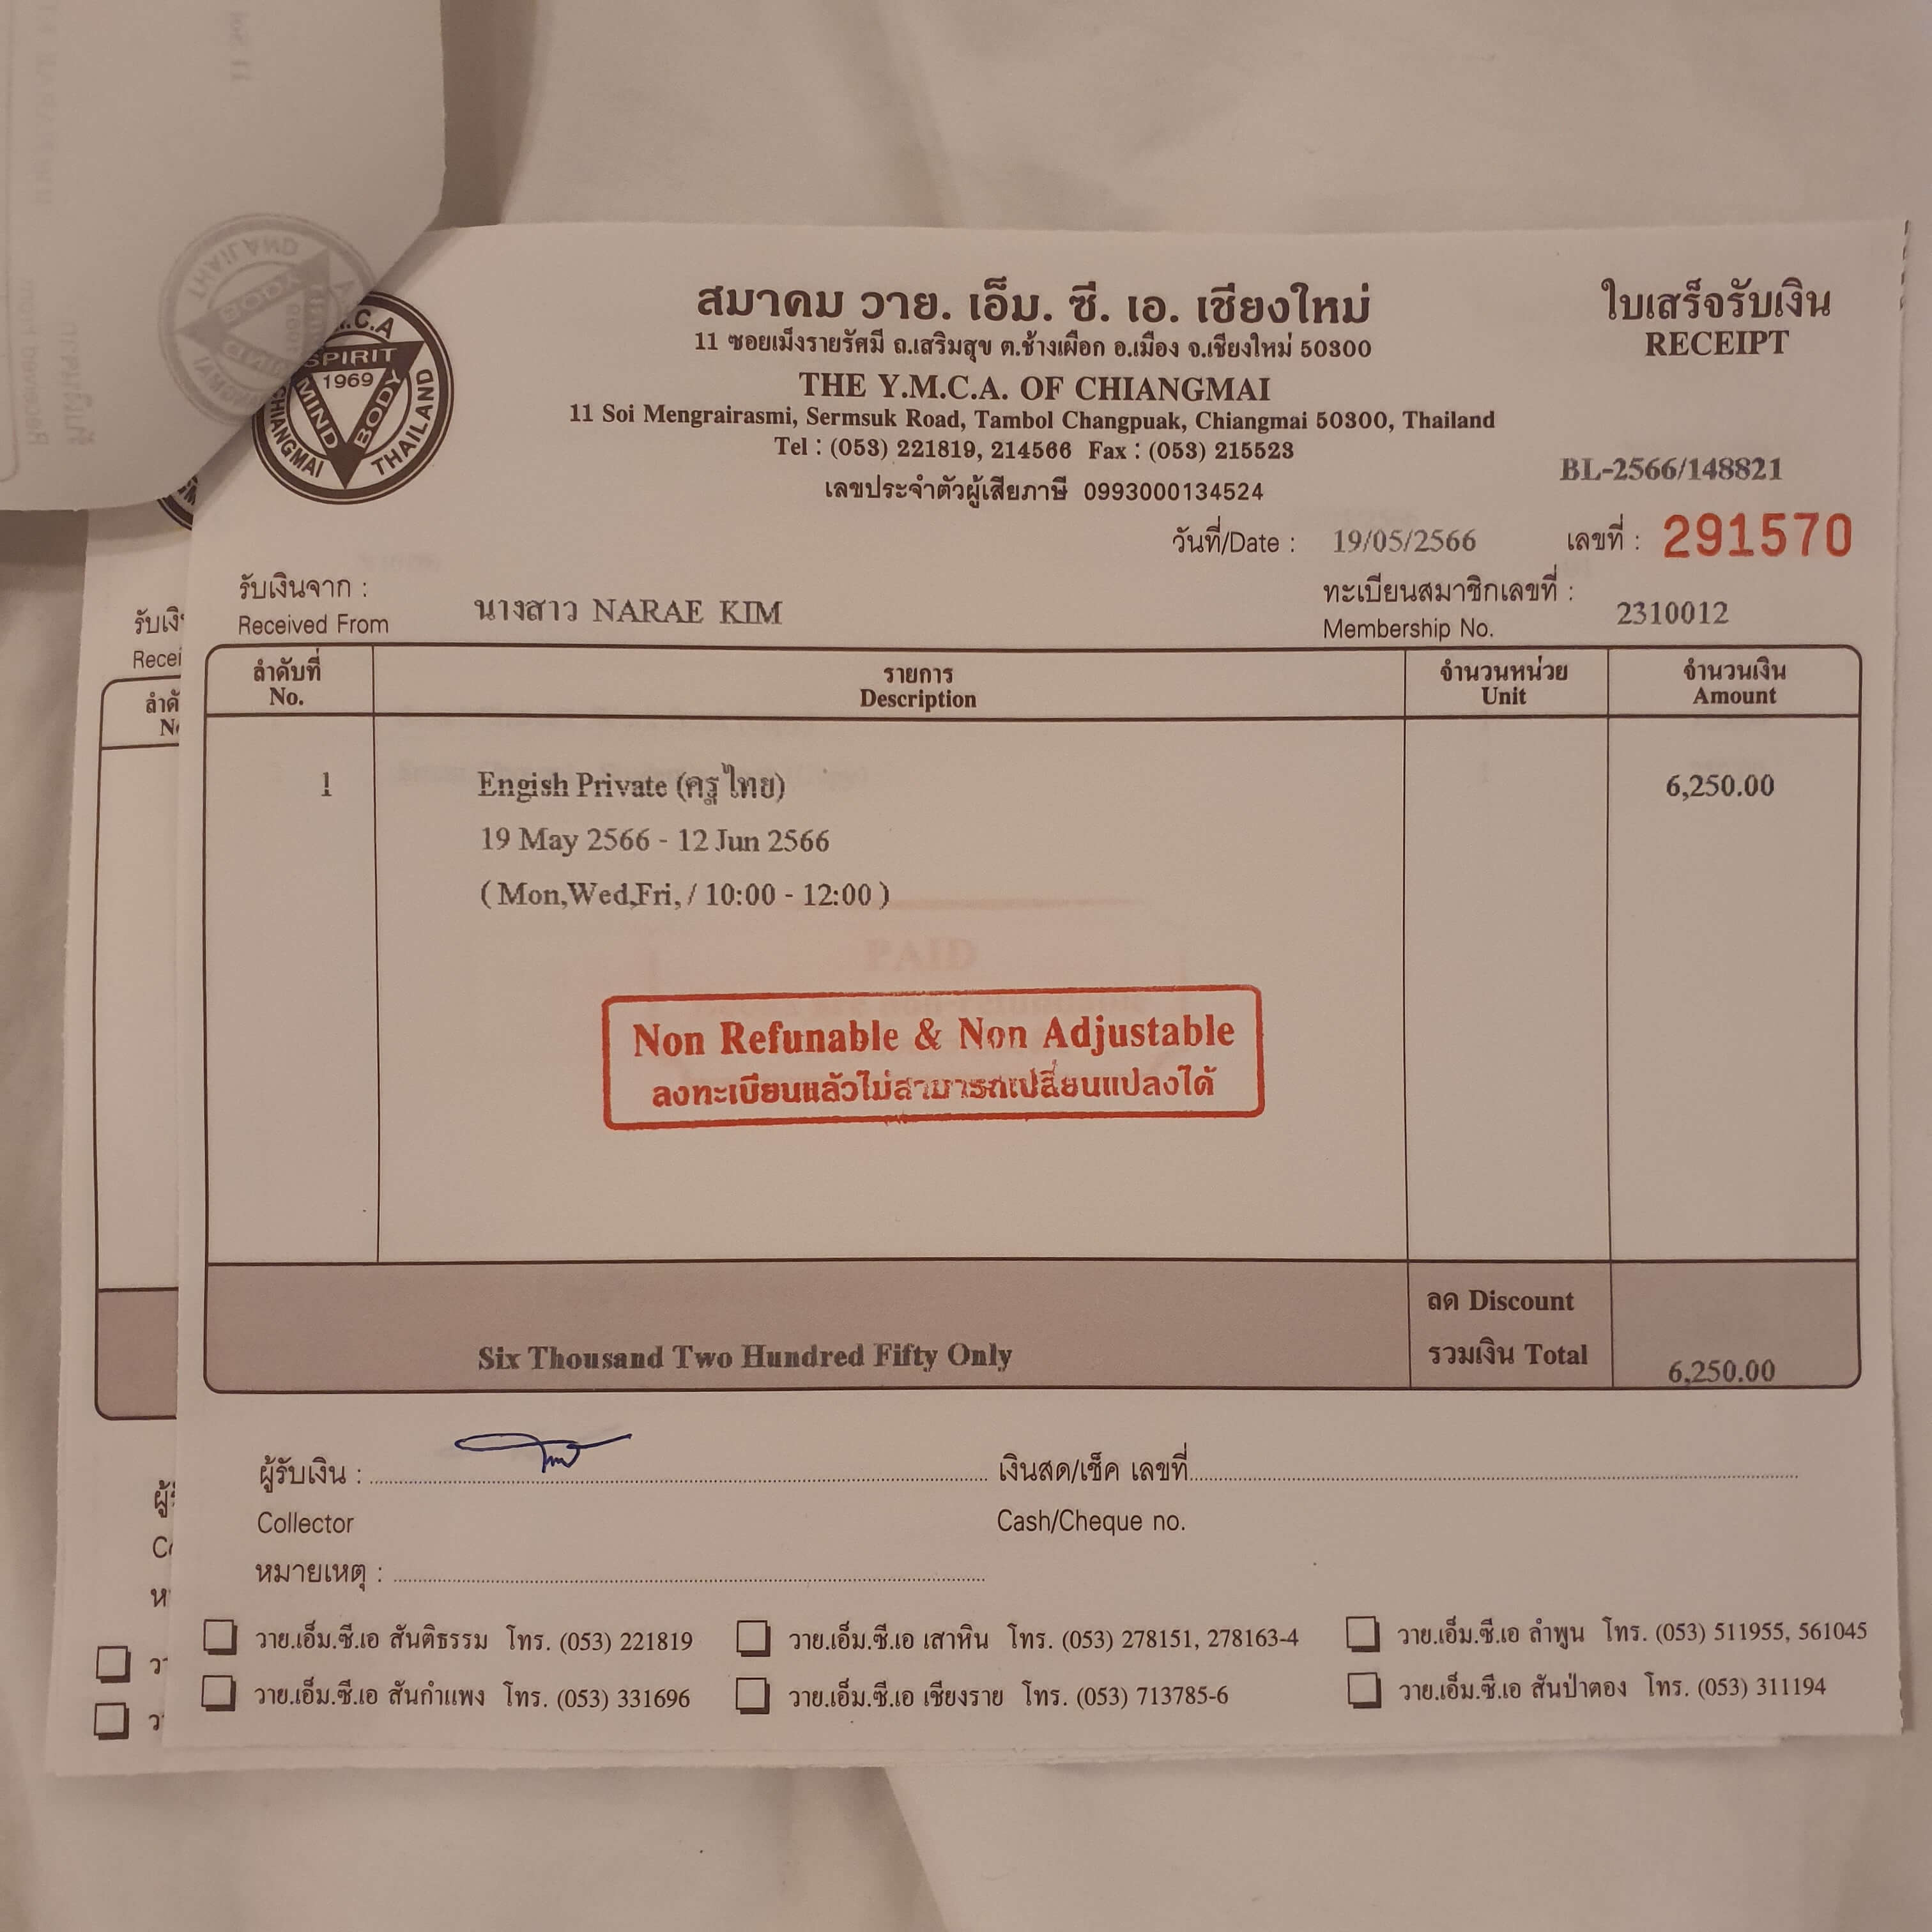 สมาคม วาย. เอ็ม. ซี. เอ. เชียงใหม่
11 ซอยเม็งรายรัศมี ถ.เสริมสุข ต.ช้างเผือก อ.เมือง จ.เชียงใหม่ 50300
THE Y.M.C.A. OF CHIANGMAI
11 Soi Mengrairasmi, Sermsuk Road, Tambol Changpuak, Chiangmai 50300, Thailand
Tel : (053) 221819, 214566 Fax : (053) 215523
เลขประจำตัวผู้เสียภาษี 0993000134524
ใบเสร็จรับเงิน
RECEIPT
.C.A
SPIRIT
1969
MIND
BODY
CHIANGMAI THAILAND
BL-2566/148821
วันที่/Date : 19/05/2566 เลขที่ : 291570
รับเงินจาก :
Received From
นางสาว NARAE KIM
ทะเบียนสมาชิกเลขที่ :
Membership No.
2310012
ลำดับที่ รายการ จำนวนหน่วย จำนวนเงิน
No. Description Unit Amount
1 Engish Private (ครูไทย) 6,250.00
19 May 2566 - 12 Jun 2566
( Mon,Wed,Fri, / 10:00 - 12:00 )
PAID
Non Refunable & Non Adjustable
ลงทะเบียนแล้วไม่สามารถเปลี่ยนแปลงได้
ลด Discount
Six Thousand Two Hundred Fifty Only รวมเงิน Total 6,250.00
ผู้รับเงิน : เงินสด/เช็ค เลขที่
Collector Cash/Cheque no.
หมายเหตุ :
วาย.เอ็ม.ซี.เอ สันติธรรม โทร. (053) 221819 วาย.เอ็ม.ซี.เอ เสาหิน โทร. (053) 278151, 278163-4 วาย.เอ็ม.ซี.เอ ลำพูน โทร. (053) 511955, 561045
วาย.เอ็ม.ซี.เอ สันกำแพง โทร. (053) 331696 วาย.เอ็ม.ซี.เอ เชียงราย โทร. (053) 713785-6 วาย.เอ็ม.ซี.เอ สันป่าตอง โทร. (053) 311194